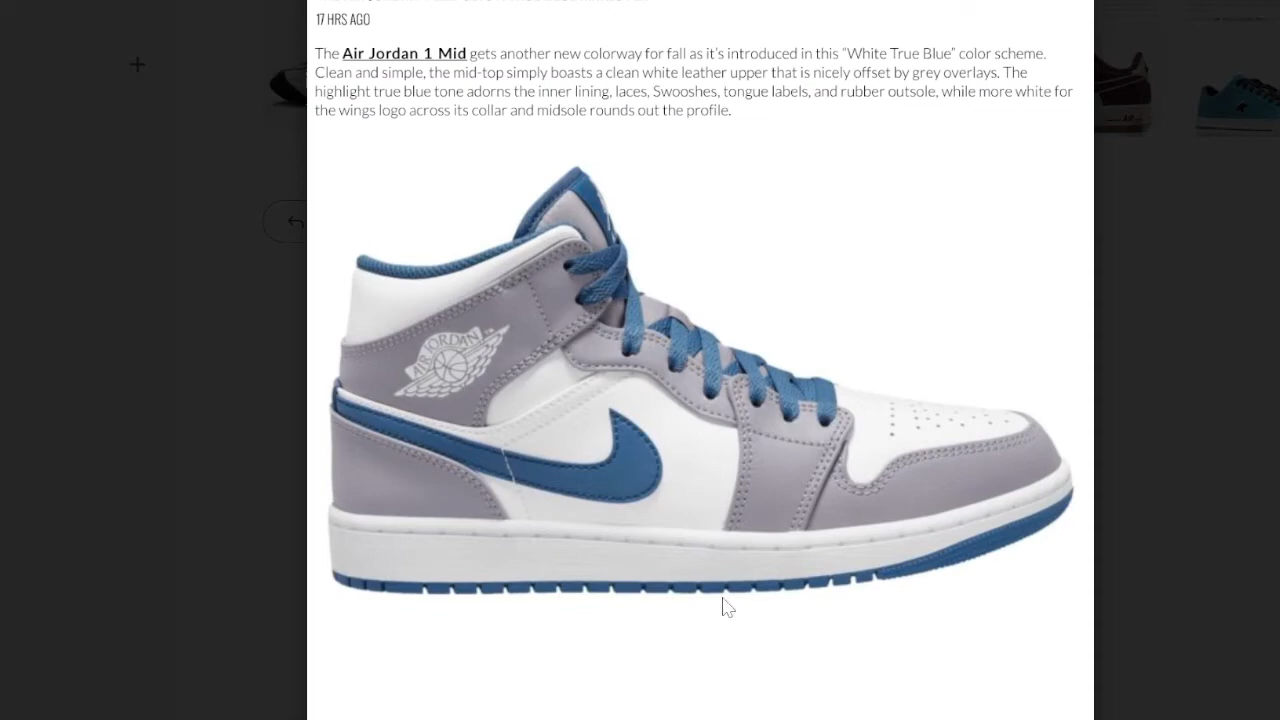 17 HRS AGO
The Air Jordan 1 Mid gets another new colorway for fall as it's introduced in this “White True Blue” color scheme.
Clean and simple, the mid-top simply boasts a clean white leather upper that is nicely offset by grey overlays. The
highlight true blue tone adorns the inner lining, laces, Swooshes, tongue labels, and rubber outsole, while more white for
the wings logo across its collar and midsole rounds out the profile.
AIR JORDAN